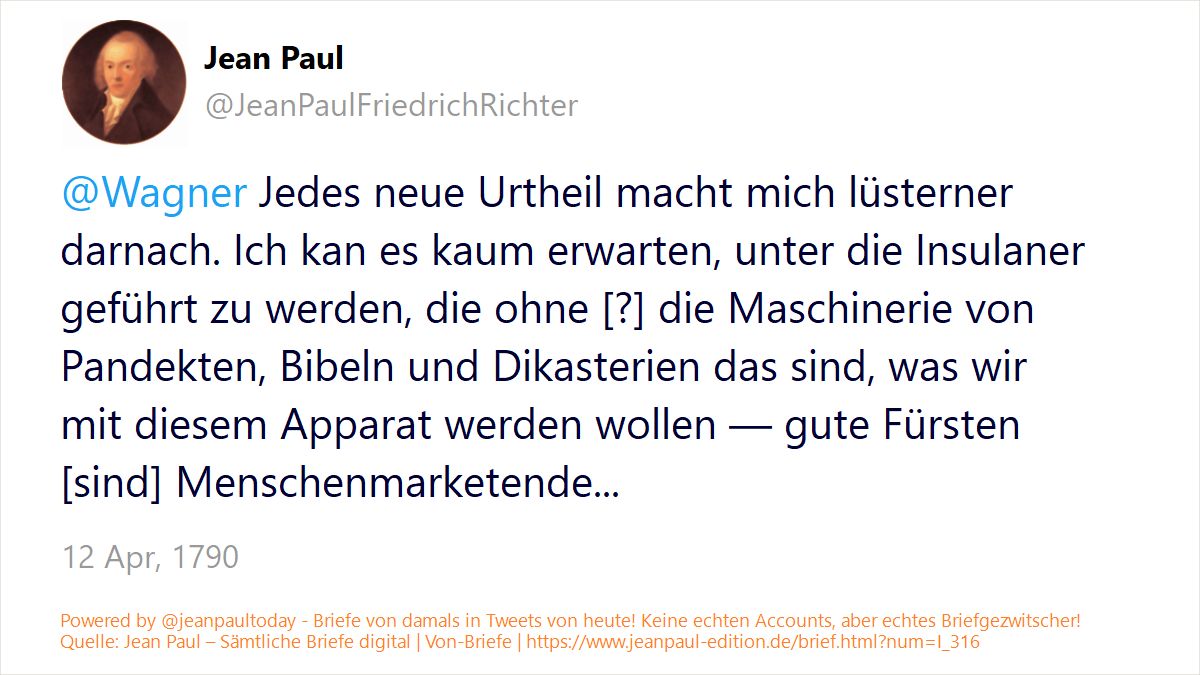 Jean Paul
@JeanPaulFriedrichRichter
@Wagner Jedes neue Urtheil macht mich lüsterner
darnach. Ich kan es kaum erwarten, unter die Insulaner
geführt zu werden, die ohne [?] die Maschinerie von
Pandekten, Bibeln und Dikasterien das sind, was wir
mit diesem Apparat werden wollen — gute Fürsten
[sind] Menschenmarketende...
12 Apr, 1790
Powered by @jeanpaultoday - Briefe von damals in Tweets von heute! Keine echten Accounts, aber echtes Briefgezwitscher!
Quelle: Jean Paul – Sämtliche Briefe digital | Von-Briefe | https://www.jeanpaul-edition.de/brief.html?num=I_316